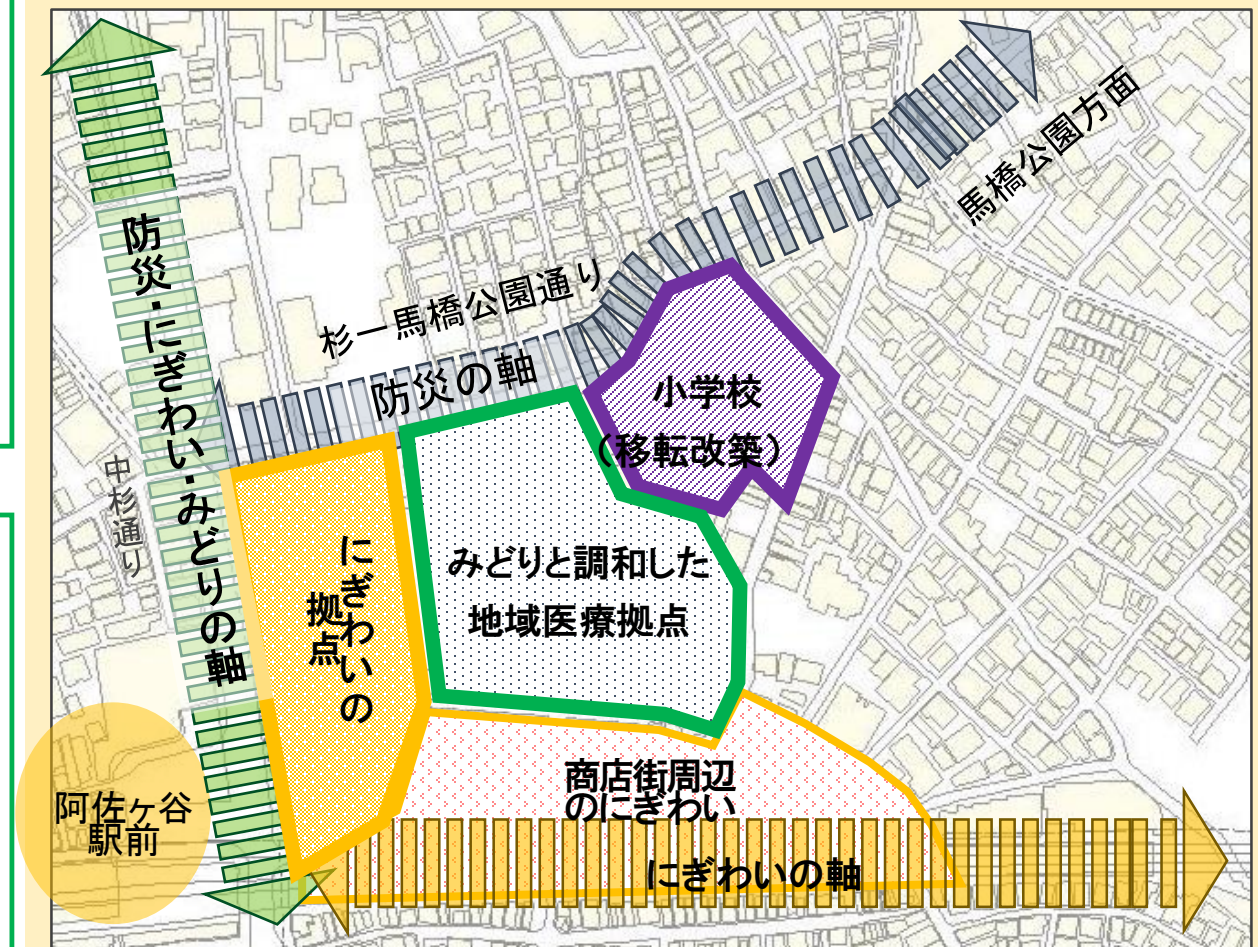 馬橋公園方面
防災・にぎわい・みどりの軸
杉一馬橋公園通り
防災の軸
小学校
（移転改築）
中杉通り
にぎわいの
拠点
みどりと調和した
地域医療拠点
商店街周辺
のにぎわい
阿佐ヶ谷
駅前
にぎわいの軸